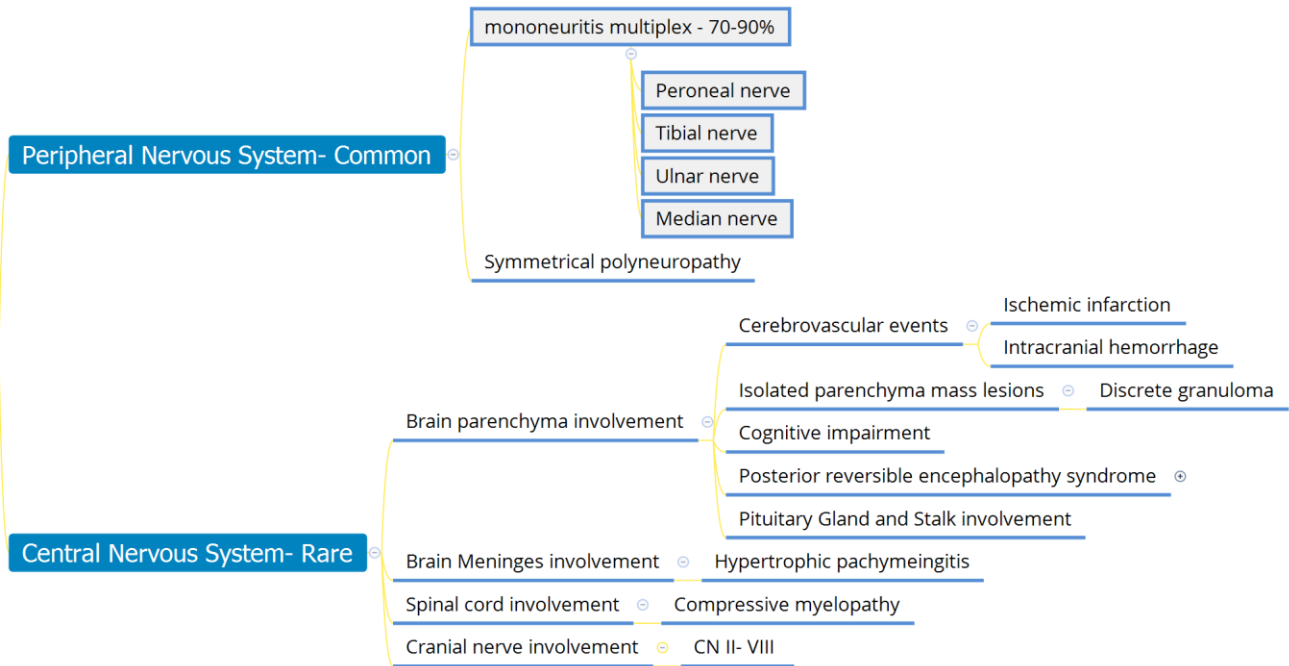 Peripheral Nervous System- Common
mononeuritis multiplex - 70-90%
Peroneal nerve
Tibial nerve
Ulnar nerve
Median nerve
Symmetrical polyneuropathy
Central Nervous System- Rare
Brain parenchyma involvement
Cerebrovascular events
Ischemic infarction
Intracranial hemorrhage
Isolated parenchyma mass lesions
Discrete granuloma
Cognitive impairment
Posterior reversible encephalopathy syndrome
Pituitary Gland and Stalk involvement
Brain Meninges involvement
Hypertrophic pachymeingitis
Spinal cord involvement
Compressive myelopathy
Cranial nerve involvement
CN II- VIII